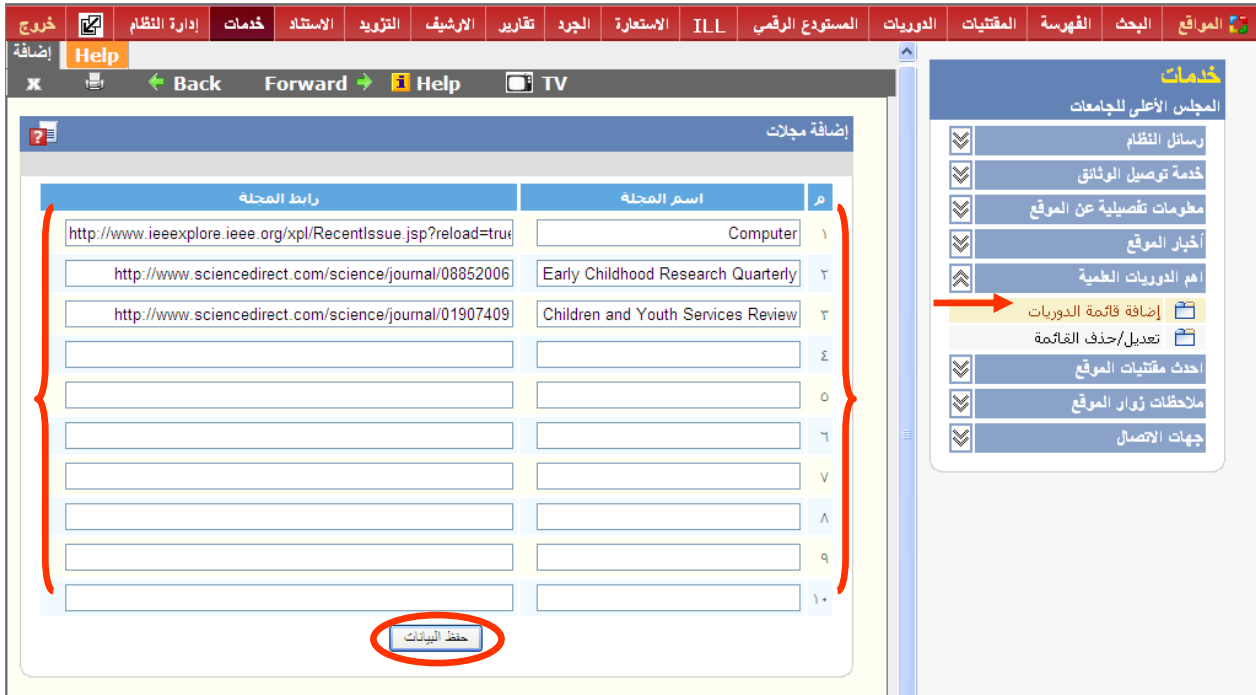 المواقع البحث الفهرسة المقتنيات الدوريات المستودع الرقمي ILL الاستعارة الجرد تقارير الارشيف التزويد الاستناد خدمات إدارة النظام خروج
إضافة Help
x Back Forward i Help TV
خدمات
المجلس الأعلى للجامعات
رسائل النظام
خدمة توصيل الوثائق
معلومات تفصيلية عن الموقع
أخبار الموقع
اهم الدوريات العلمية
إضافة قائمة الدوريات
تعديل/حذف القائمة
احدث مقتنيات الموقع
ملاحظات زوار الموقع
جهات الاتصال
إضافة مجلات
م اسم المجلة رابط المجلة
١ Computer http://www.ieeexplore.ieee.org/xpl/RecentIssue.jsp?reload=true
٢ Early Childhood Research Quarterly http://www.sciencedirect.com/science/journal/08852006
٣ Children and Youth Services Review http://www.sciencedirect.com/science/journal/01907409
٤
٥
٦
٧
٨
٩
١٠
حفظ البيانات